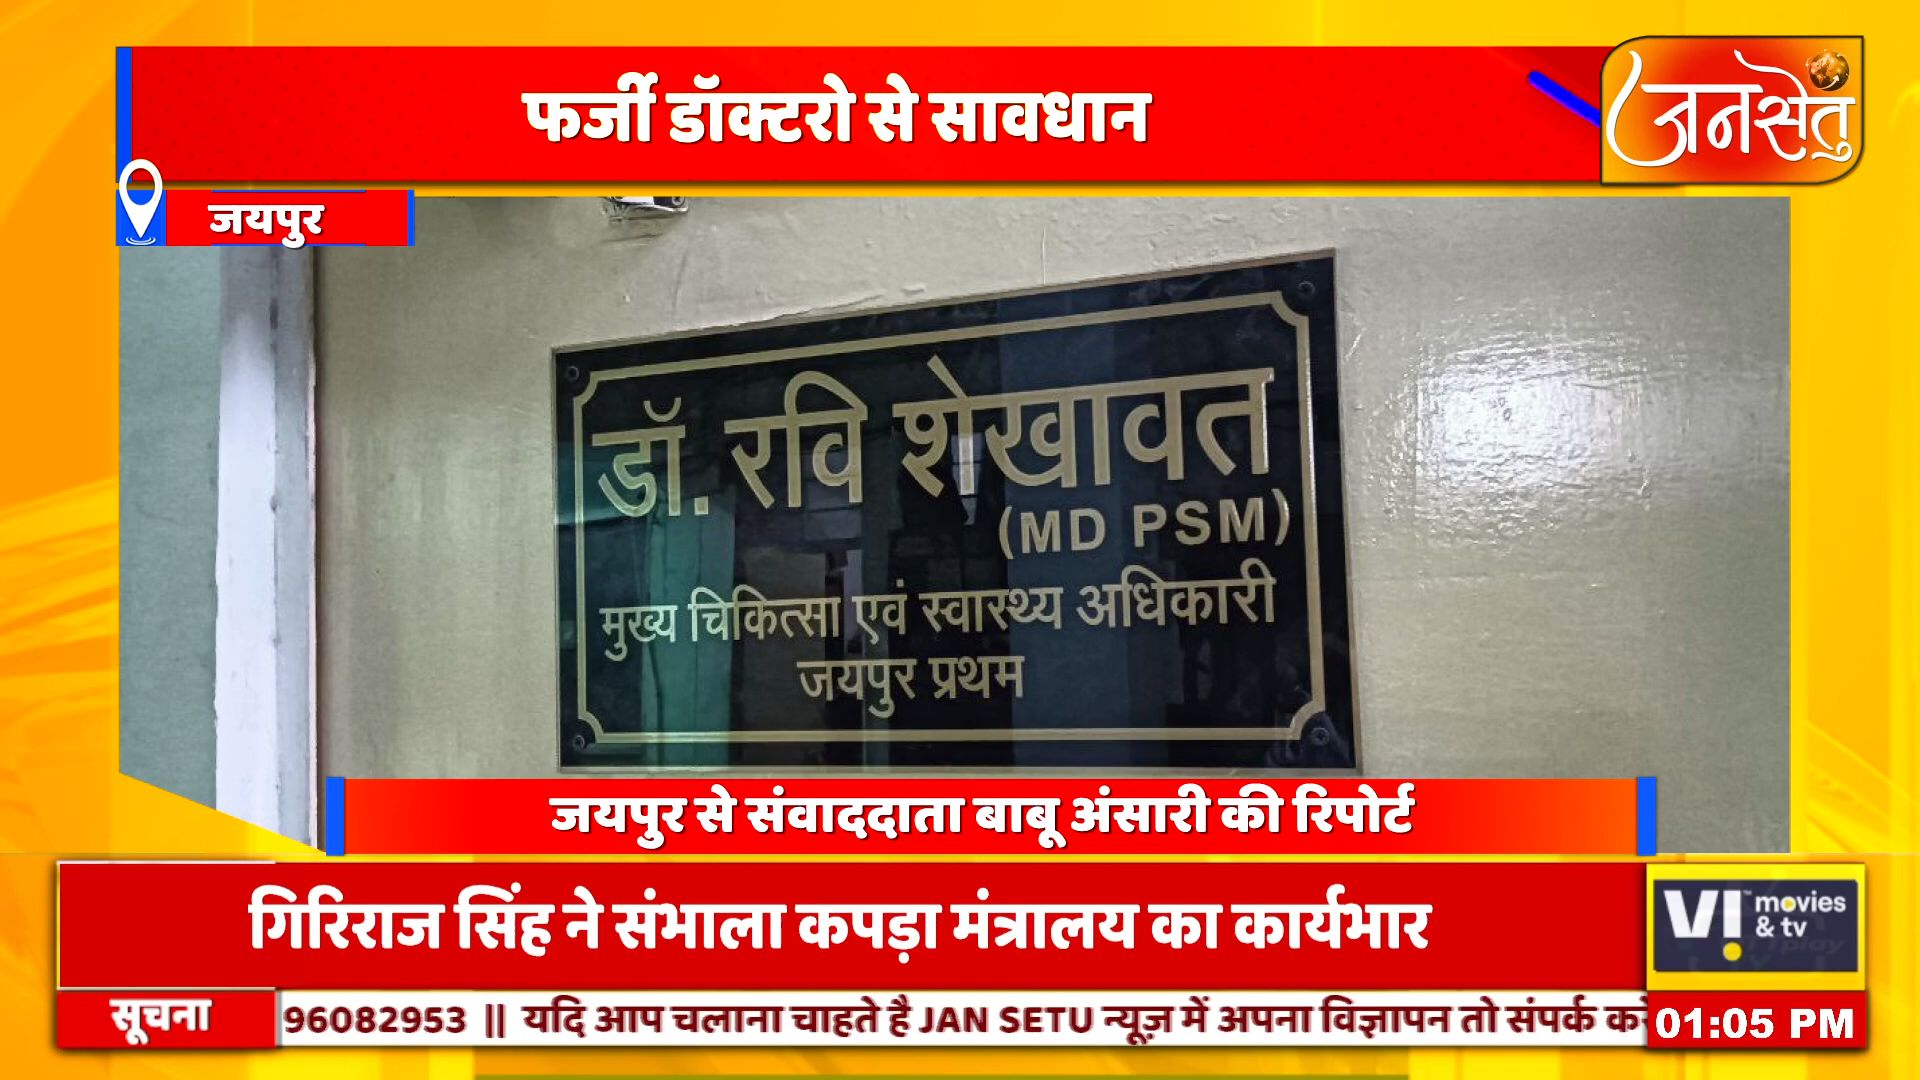 फर्जी डॉक्टरो से सावधान
जनसेतु
जयपुर
डॉ. रवि शेखावत
(MD PSM)
मुख्य चिकित्सा एवं स्वास्थ्य अधिकारी
जयपुर प्रथम
जयपुर से संवाददाता बाबू अंसारी की रिपोर्ट
गिरिराज सिंह ने संभाला कपड़ा मंत्रालय का कार्यभार
VI movies
& tv
सूचना
96082953 || यदि आप चलाना चाहते है JAN SETU न्यूज़ में अपना विज्ञापन तो संपर्क
01:05 PM